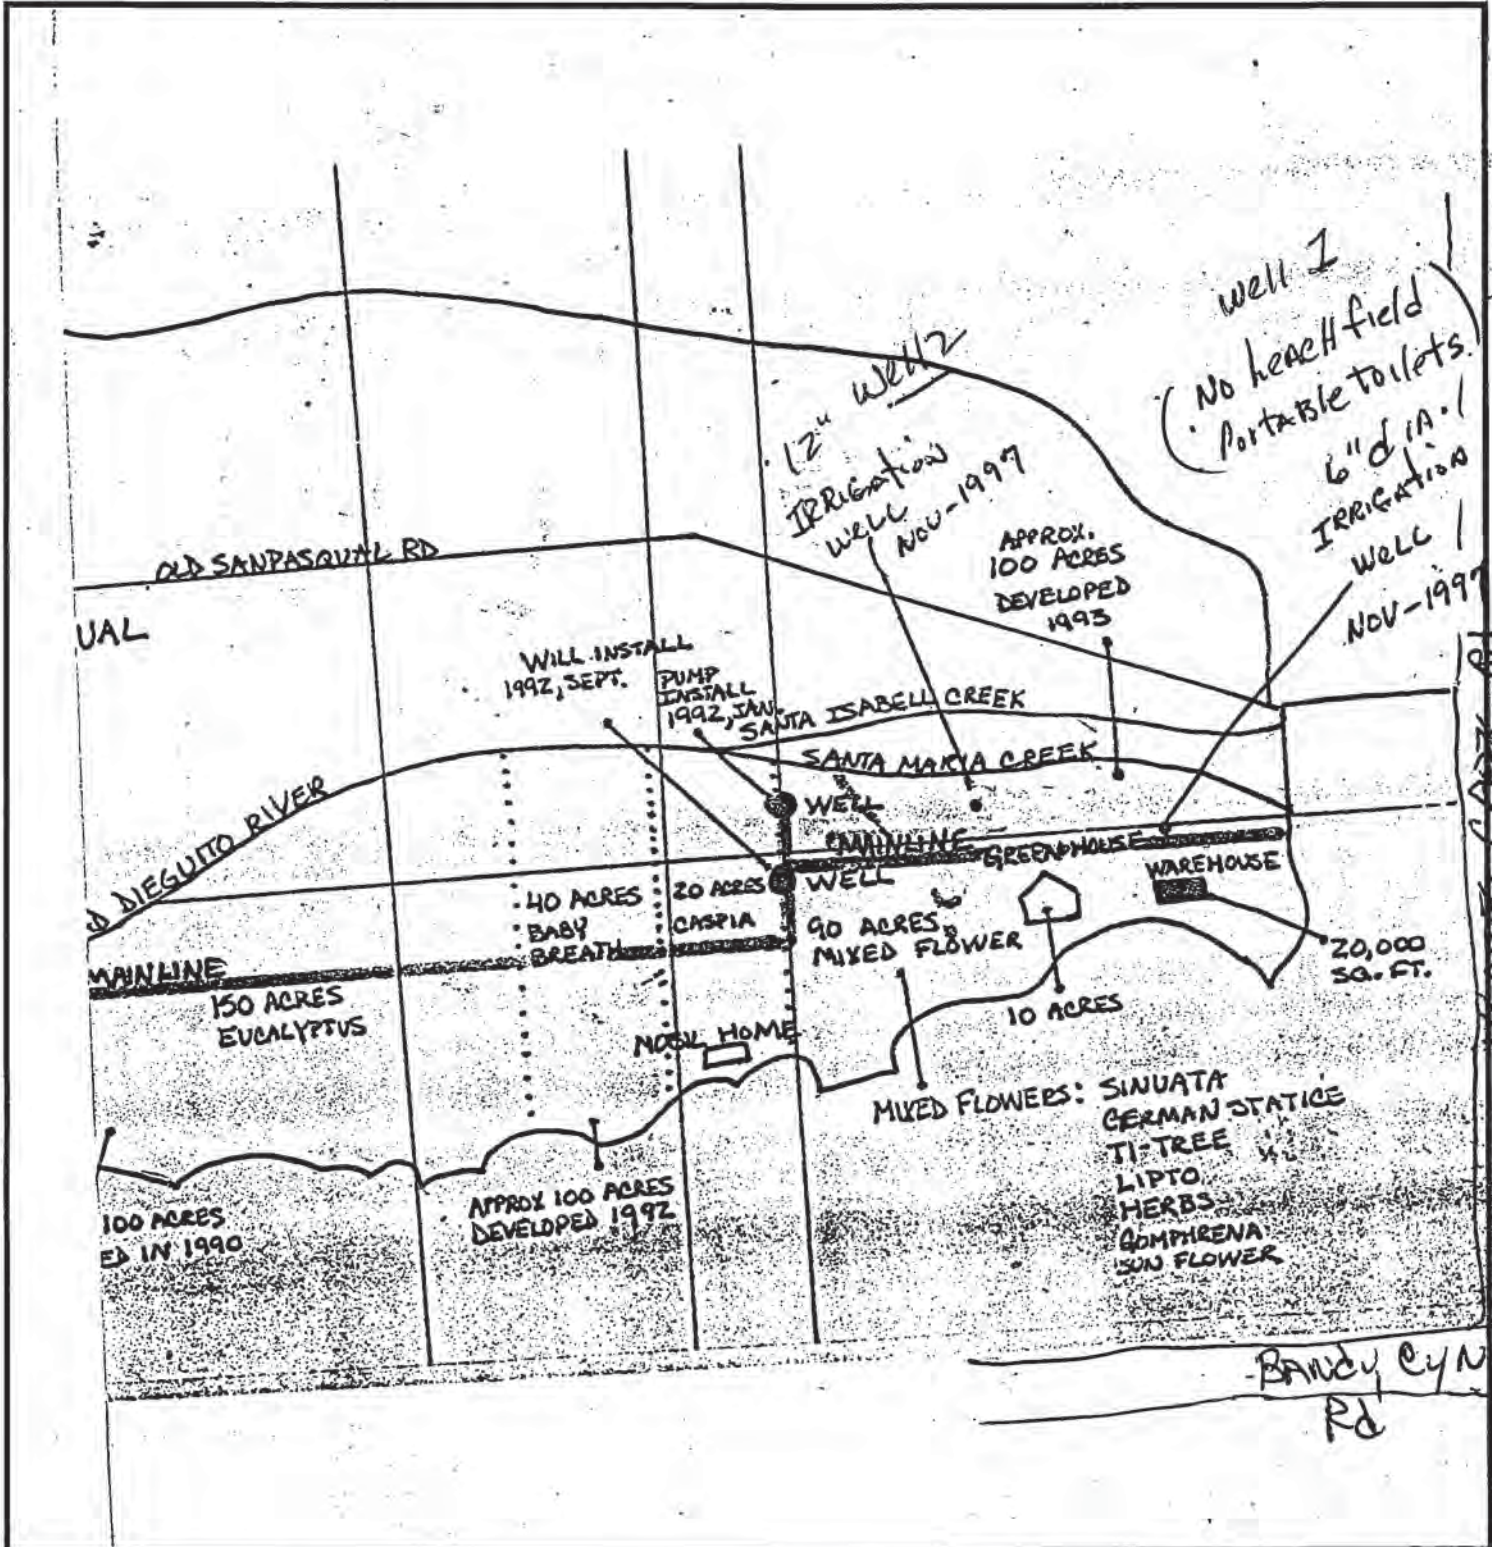 well 1
(No LeacH field
Portable toilets.)
6" dIA.
IRRIGATION
WELL
NOV-1997
well 2
12"
IRRIGATION
WELL
NOV-1997
APPROX.
100 ACRES
DEVELOPED
1993
OLD SANPASQUAL RD
UAL
WILL INSTALL
1992, SEPT.
PUMP
INSTALL
1992, JAN.
SANTA ISABELL CREEK
SANTA MARYA CREEK
DIEGUITO RIVER
WELL
MAINLINE
GREENHOUSE
WAREHOUSE
WELL
40 ACRES
BABY
BREATH
20 ACRES
CASPIA
90 ACRES
MIXED FLOWER
20,000
SQ. FT.
MAINLINE
150 ACRES
EUCALYPTUS
10 ACRES
MOBIL HOME
MIXED FLOWERS: SINUATA
GERMAN STATICE
TI-TREE
LIPTO
HERBS
GOMPHRENA
SUN FLOWER
100 ACRES
ED IN 1990
APPROX 100 ACRES
DEVELOPED 1992
BANdy CYN
Rd